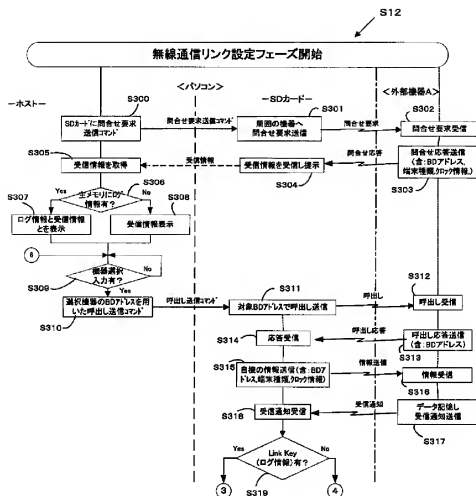 S12
無線通信リンク設定フェーズ開始
＜パソコン＞
ーホストー
ーSDカードー
＜外部機器A＞
S300
SDカードに問合せ要求
送信コマンド
問合せ要求送信コマンド
S301
周囲の機器へ
問合せ要求送信
問合せ要求
S302
問合せ要求受信
S305
受信情報を取得
受信情報
受信情報を受信し提示
S304
問合せ応答
問合せ応答送信
(含:BDアドレス,
端末種類,クロック情報,)
S303
S306
主メモリにログ
情報有?
Yes
No
S307
ログ情報と受信情報
とを表示
S308
受信情報表示
6
機器選択
入力有?
No
S309
Yes
選択機器のBDアドレスを用
いた呼出し送信コマンド
S310
呼出し送信コマンド
S311
対象BDアドレスで呼出し送信
呼出し
S312
呼出し受信
S314
応答受信
呼出し応答
呼出し応答送信
(含:BDアドレス)
S313
S315
自機の情報送信(含:BDア
ドレス,端末種類,クロック情報)
情報送信
情報受信
S316
S318
受信通知受信
受信通知
データ記憶し
受信通知送信
S317
Yes
Link Key
(ログ情報)有?
No
S319
3
4